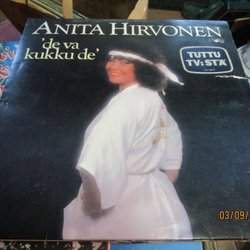 ANITA HIRVONEN
'de va
kukku de'
TUTTU
TV:STÄ
03/09/